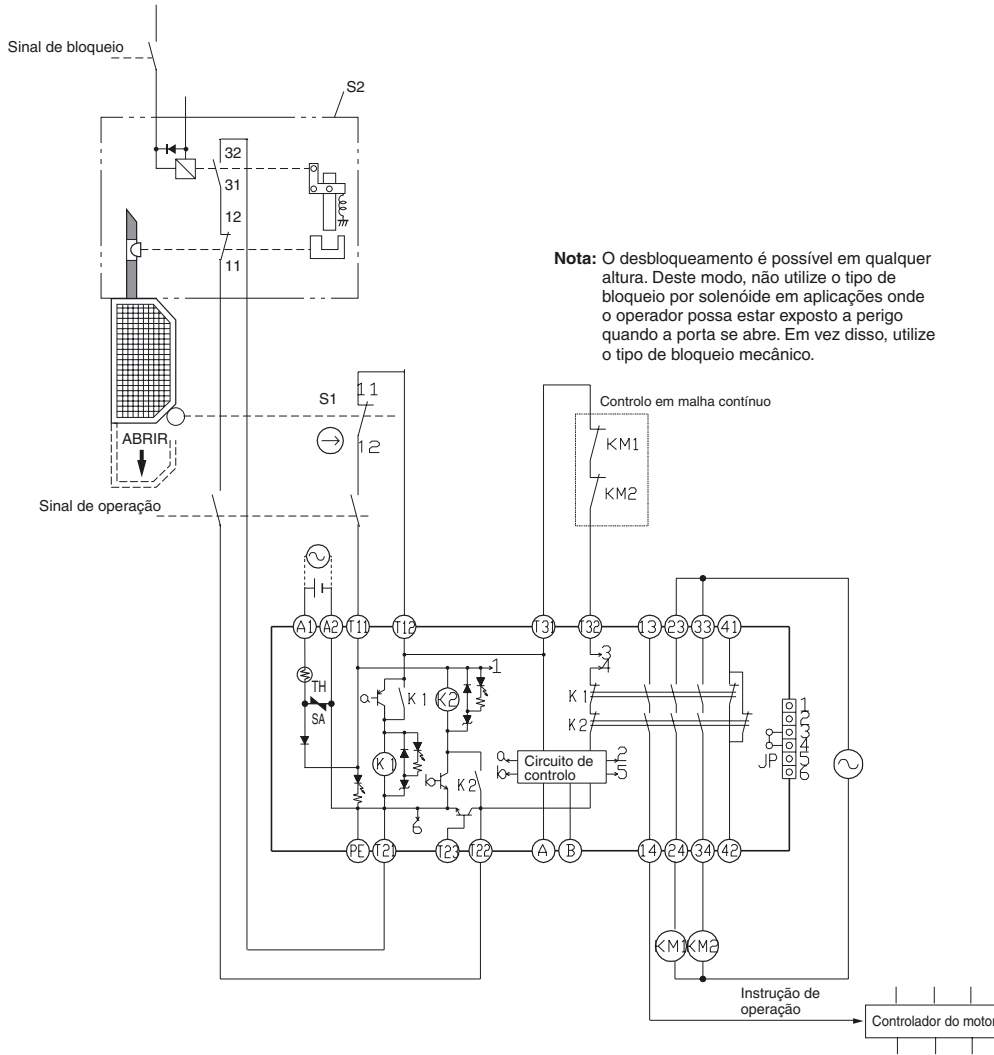 Sinal de bloqueio
S2
32
31
12
11
Nota: O desbloqueamento é possível em qualquer
altura. Deste modo, não utilize o tipo de
bloqueio por solenóide em aplicações onde
o operador possa estar exposto a perigo
quando a porta se abre. Em vez disso, utilize
o tipo de bloqueio mecânico.
S1
11
12
Controlo em malha contínuo
KM1
KM2
ABRIR
Sinal de operação
A1 A2 T11 T12 T31 T32 13 23 33 41
TH
SA
a
K1
K2
1
3
4
K1
K2
K1
b
K2
6
a
b
Circuito de
controlo
2
5
JP
1
2
3
4
5
6
PE T21 T23 T22 A B 14 24 34 42
KM1 KM2
Instrução de
operação
Controlador do motor